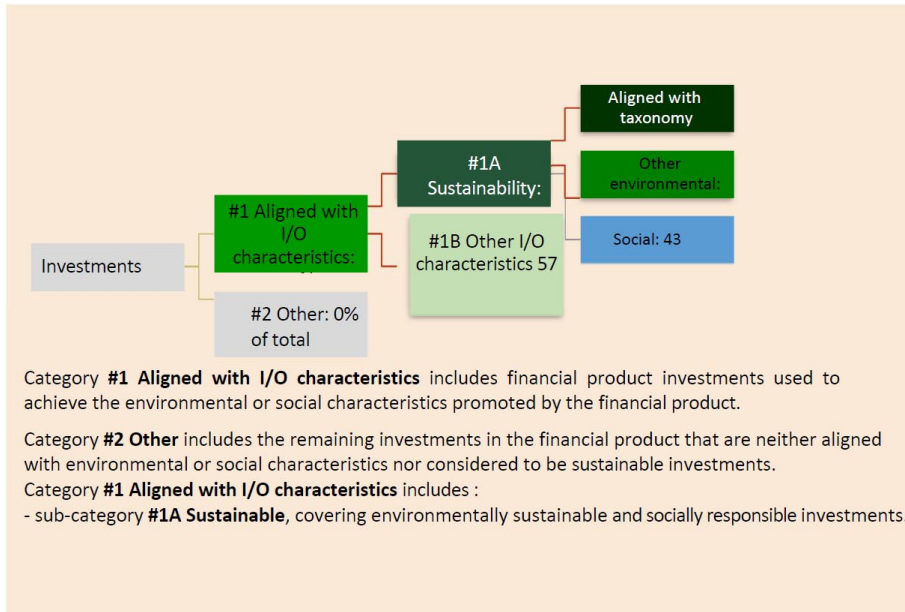 Aligned with
taxonomy
#1A
Sustainability:
Other
environmental:
#1 Aligned with
I/O
characteristics:
#1B Other I/O
characteristics 57
Social: 43
Investments
#2 Other: 0%
of total
Category #1 Aligned with I/O characteristics includes financial product investments used to
achieve the environmental or social characteristics promoted by the financial product.
Category #2 Other includes the remaining investments in the financial product that are neither aligned
with environmental or social characteristics nor considered to be sustainable investments.
Category #1 Aligned with I/O characteristics includes :
- sub-category #1A Sustainable, covering environmentally sustainable and socially responsible investments.